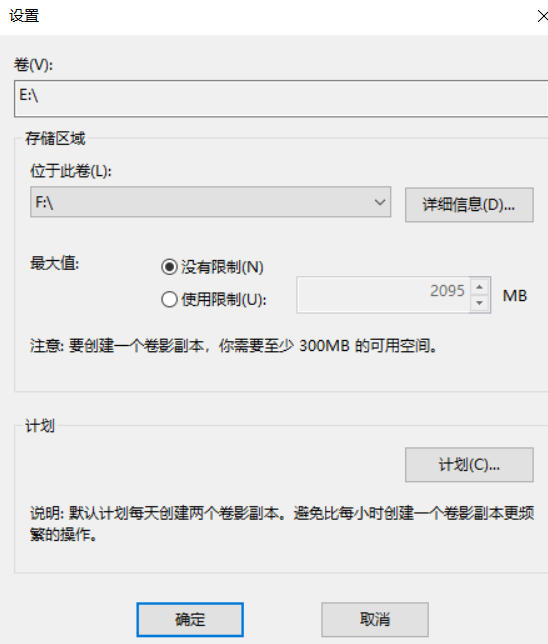 设置
卷(V):
E:\
存储区域
位于此卷(L):
F:\
详细信息(D)...
最大值:
没有限制(N)
使用限制(U):
2095
MB
注意: 要创建一个卷影副本，你需要至少 300MB 的可用空间。
计划
计划(C)...
说明: 默认计划每天创建两个卷影副本。避免比每小时创建一个卷影副本更频
繁的操作。
确定
取消